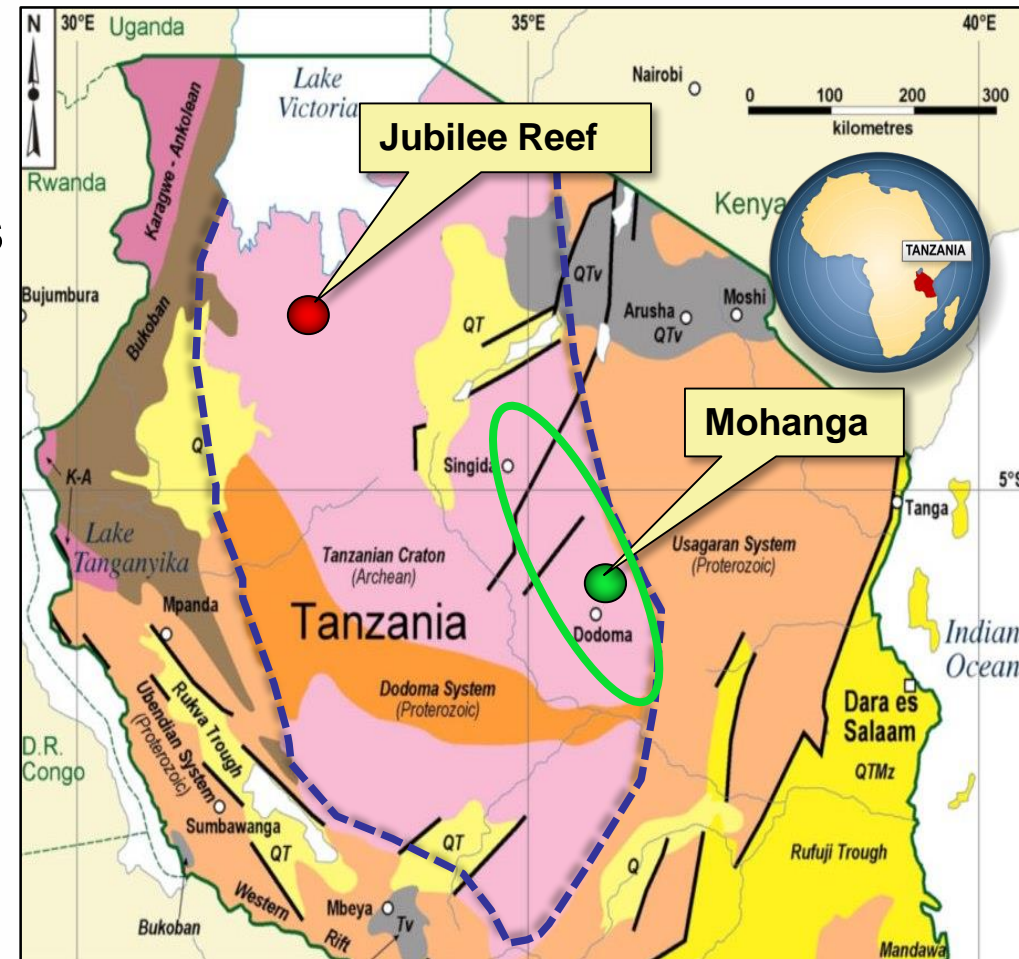 N
30°E
35°E
40°E
Uganda
Lake
Victoria
Nairobi
0 100 200 300
kilometres
Jubilee Reef
Karagwe - Ankolean
Rwanda
Kenya
TANZANIA
s
Bujumbura
Bukoban
QT
QTv
Arusha
QTv
Moshi
Mohanga
Q
Singida
5°S
K-A
Tanga
Lake
Tanganyika
Tanzanian Craton
(Archean)
Usagaran System
(Proterozoic)
Mpanda
Tanzania
Dodoma
Indian
Ocean
Dodoma System
(Proterozoic)
Rukva Trough
Ubendian System
(Proterozoic)
Dara es
Salaam
QTMz
D.R.
Congo
Sumbawanga
QT
QT
Q
Rufuji Trough
Western
Rift
Mbeya
Tv
Bukoban
Mandawa